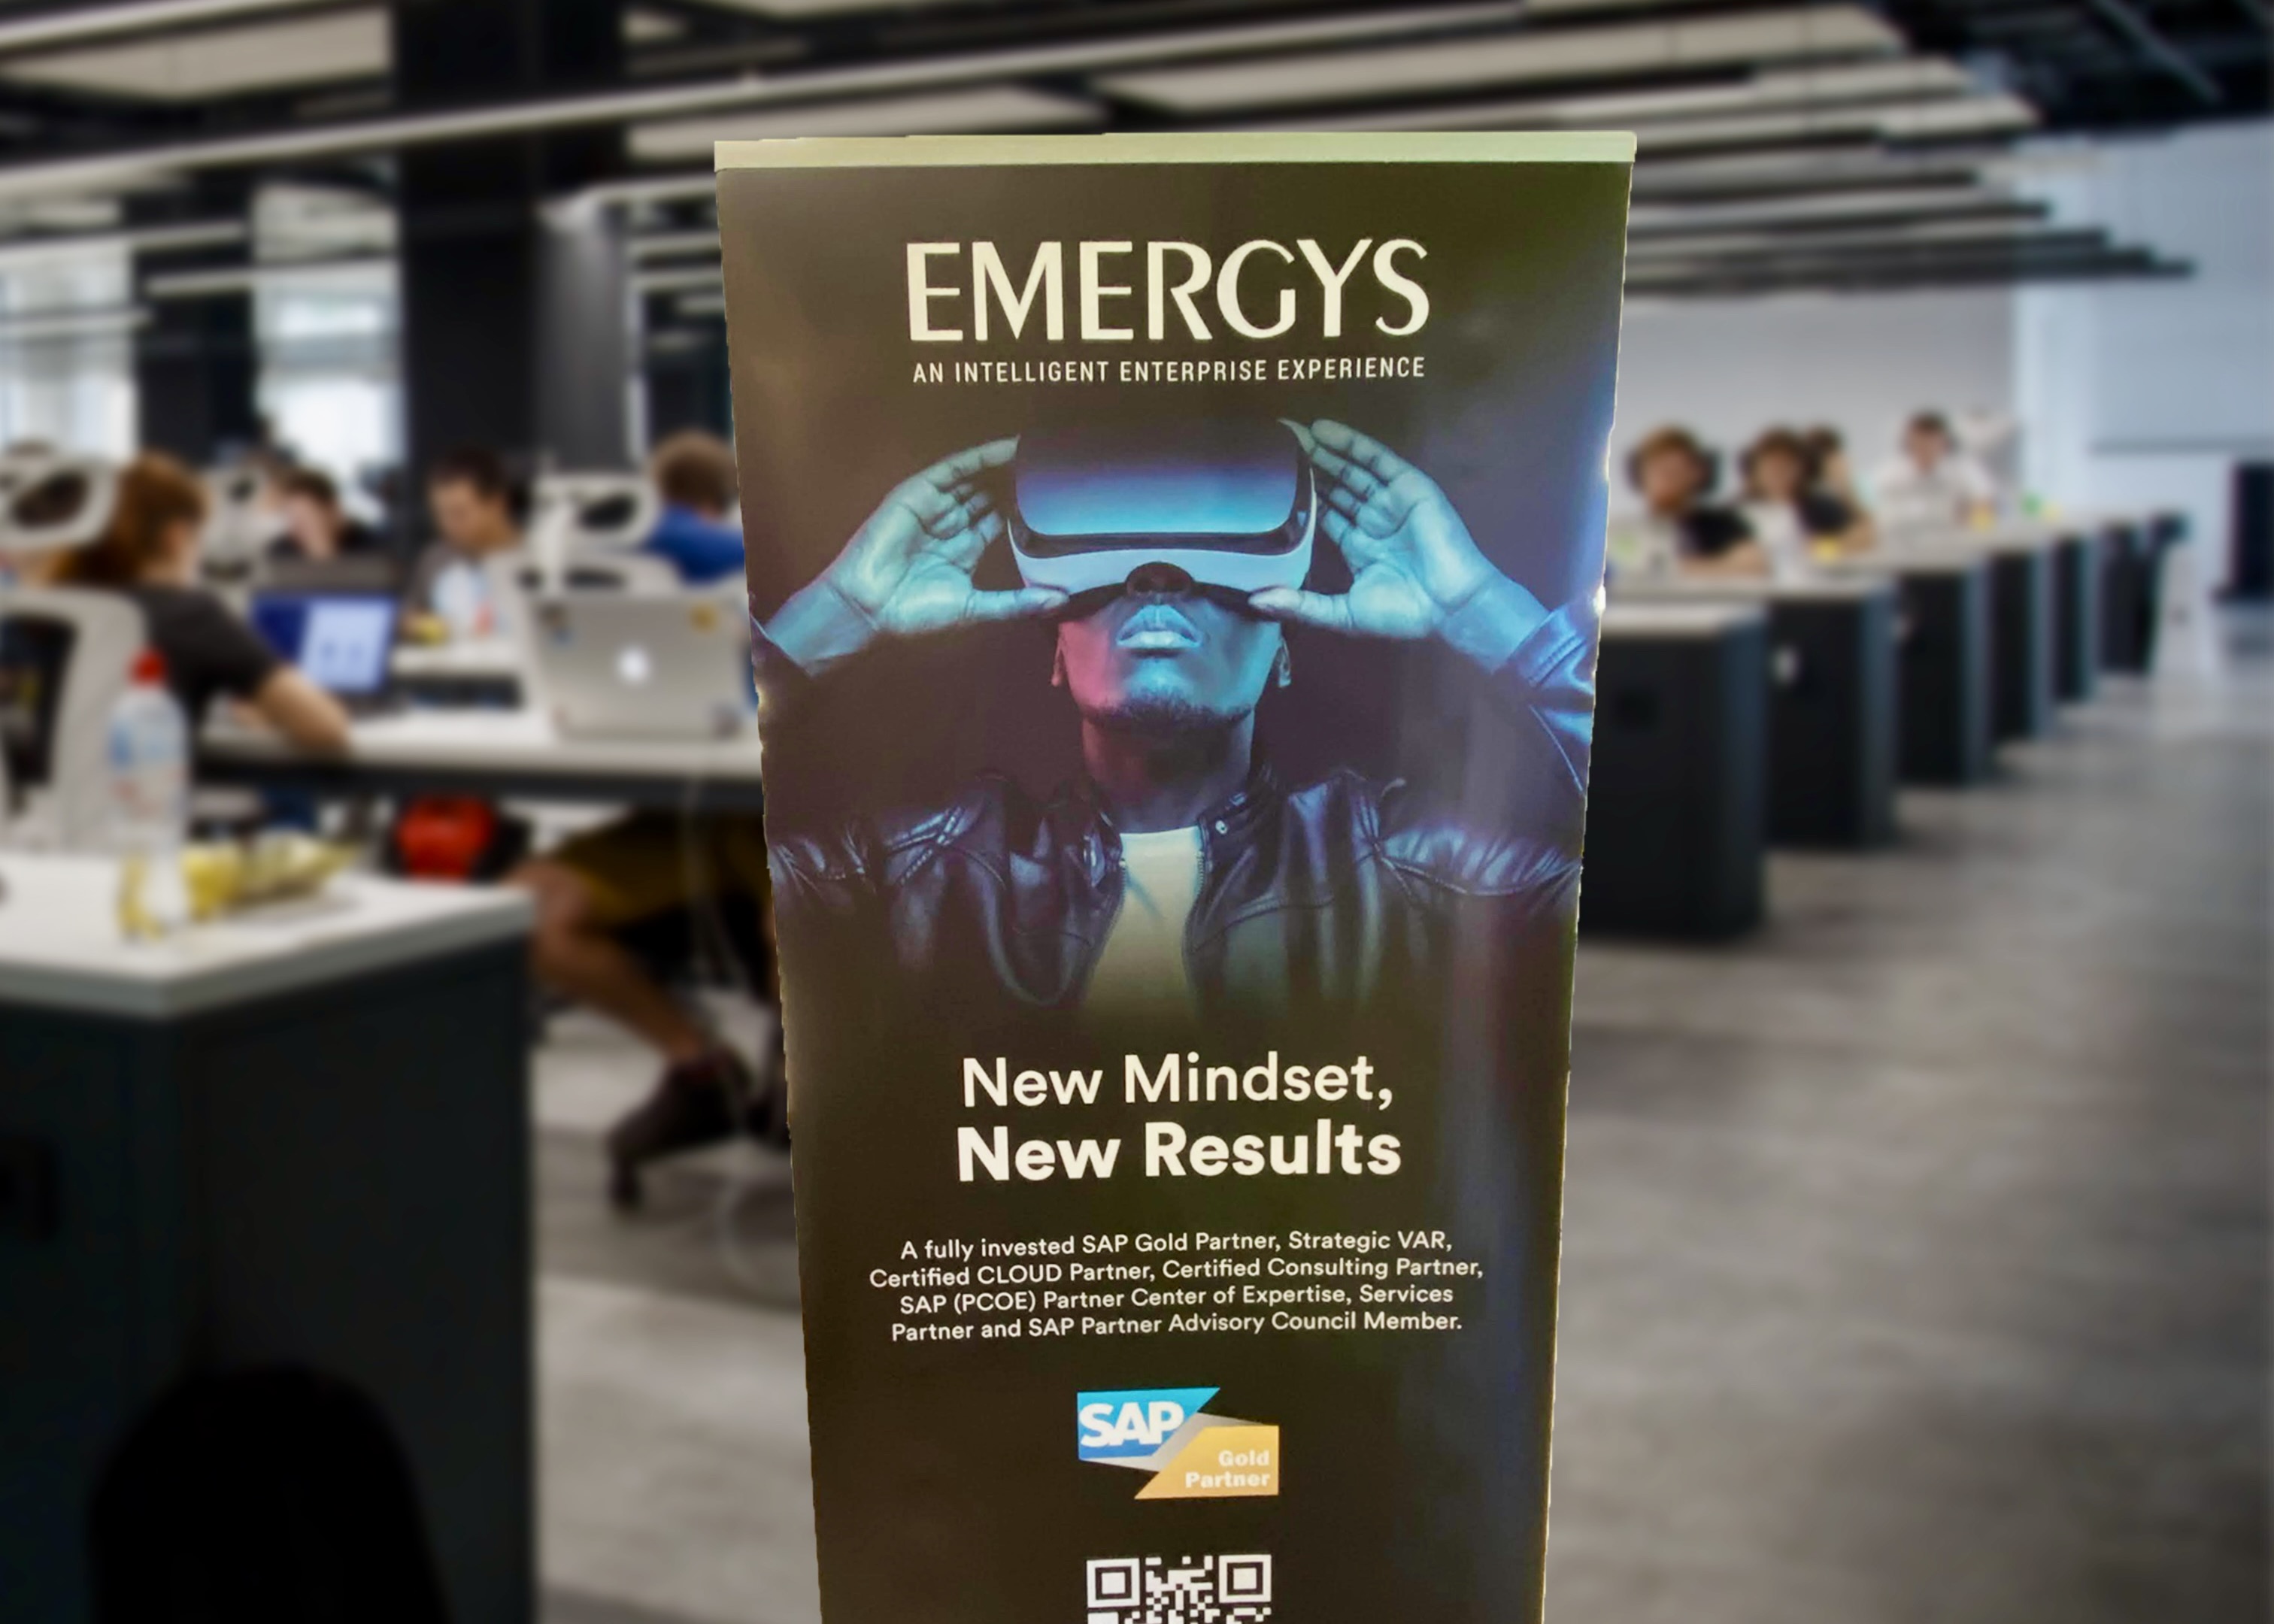 EMERGYS
AN INTELLIGENT ENTERPRISE EXPERIENCE
New Mindset,
New Results
A fully invested SAP Gold Partner, Strategic VAR,
Certified CLOUD Partner, Certified Consulting Partner,
SAP (PCOE) Partner Center of Expertise, Services
Partner and SAP Partner Advisory Council Member.
SAP
Gold
Partner